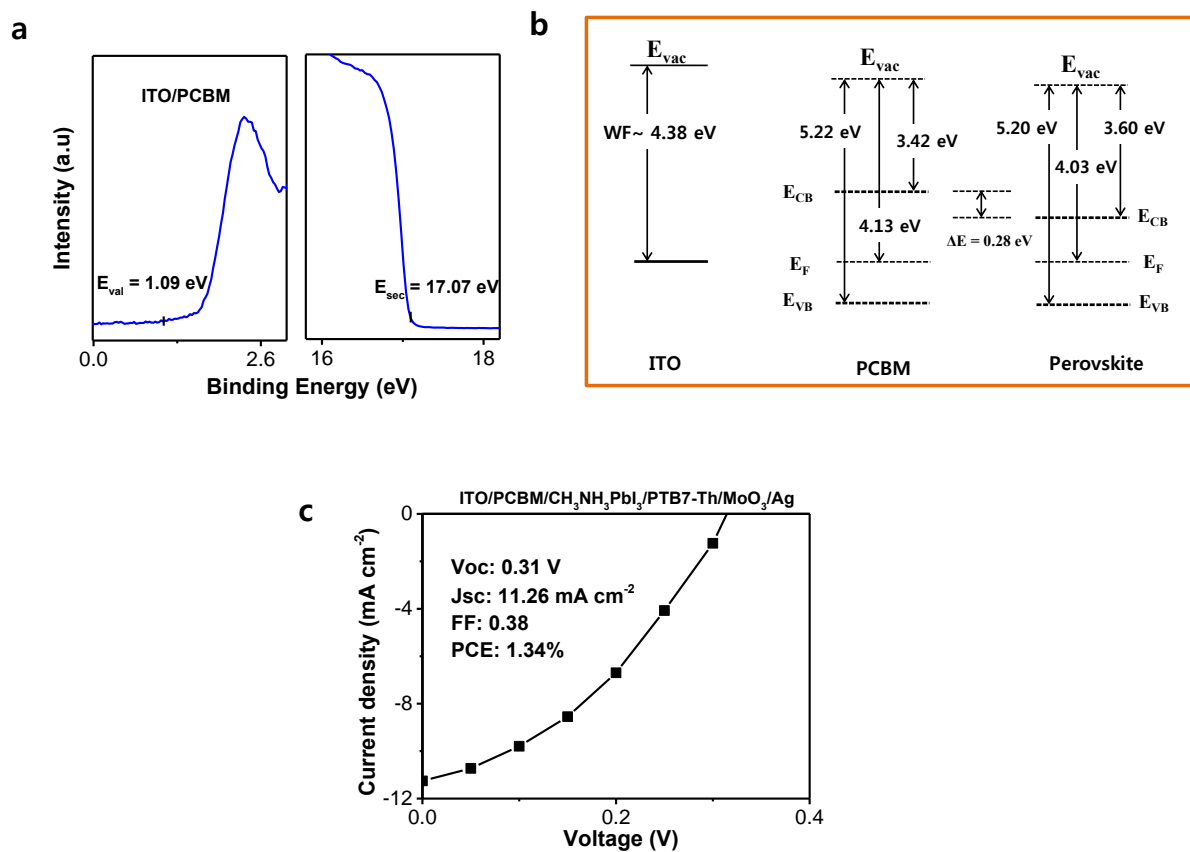 a
ITO/PCBM
E_val = 1.09 eV
E_sec = 17.07 eV
Intensity (a.u)
0.0
2.6
16
18
Binding Energy (eV)
b
E_vac
E_vac
E_vac
WF~ 4.38 eV
5.22 eV
3.42 eV
5.20 eV
3.60 eV
4.03 eV
E_CB
4.13 eV
ΔE = 0.28 eV
E_CB
E_F
E_F
E_VB
E_VB
ITO
PCBM
Perovskite
c
ITO/PCBM/CH₃NH₃PbI₃/PTB7-Th/MoO₃/Ag
Voc: 0.31 V
Jsc: 11.26 mA cm⁻²
FF: 0.38
PCE: 1.34%
Current density (mA cm⁻²)
0
-4
-8
-12
0.0
0.2
0.4
Voltage (V)